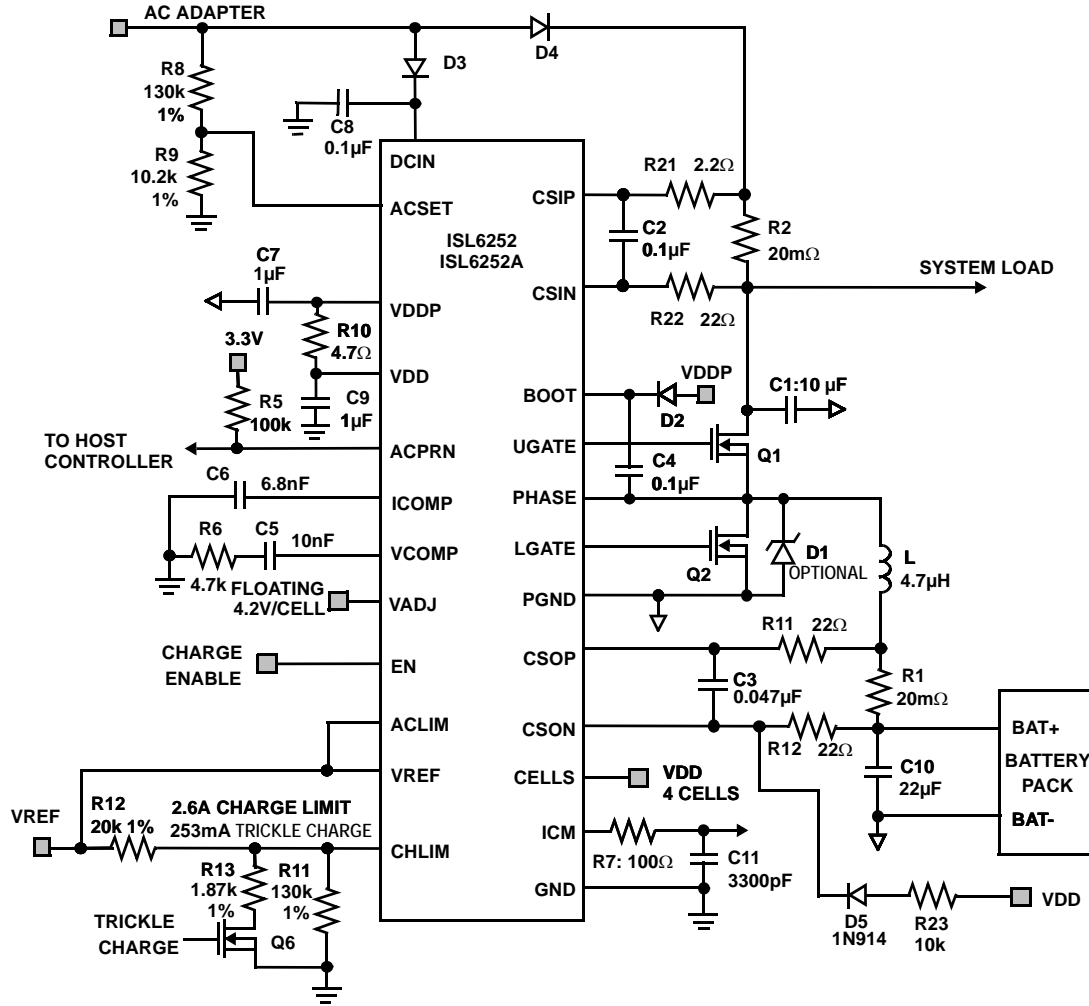 AC ADAPTER
D4
D3
R8
130k
1%
C8
0.1µF
R9
10.2k
1%
DCIN
ACSET
ISL6252
ISL6252A
CSIP
R21 2.2Ω
C2
0.1µF
R2
20mΩ
CSIN
R22 22Ω
SYSTEM LOAD
C7
1µF
VDDP
R10
4.7Ω
3.3V
VDD
R5
100k
C9
1µF
BOOT
VDDP
D2
C1:10 µF
TO HOST
CONTROLLER
ACPRN
UGATE
Q1
C4
0.1µF
C6
6.8nF
ICOMP
PHASE
R6
4.7k
C5
10nF
VCOMP
LGATE
Q2
D1
OPTIONAL
L
4.7µH
FLOATING
4.2V/CELL
VADJ
PGND
R11 22Ω
CHARGE
ENABLE
EN
CSOP
C3
0.047µF
R1
20mΩ
ACLIM
CSON
R12 22Ω
BAT+
BATTERY
PACK
BAT-
VREF
CELLS
VDD
4 CELLS
C10
22µF
VREF
R12
20k 1%
2.6A CHARGE LIMIT
253mA TRICKLE CHARGE
CHLIM
ICM
R7: 100Ω
C11
3300pF
R13
1.87k
1%
R11
130k
1%
GND
TRICKLE
CHARGE
Q6
D5
1N914
R23
10k
VDD